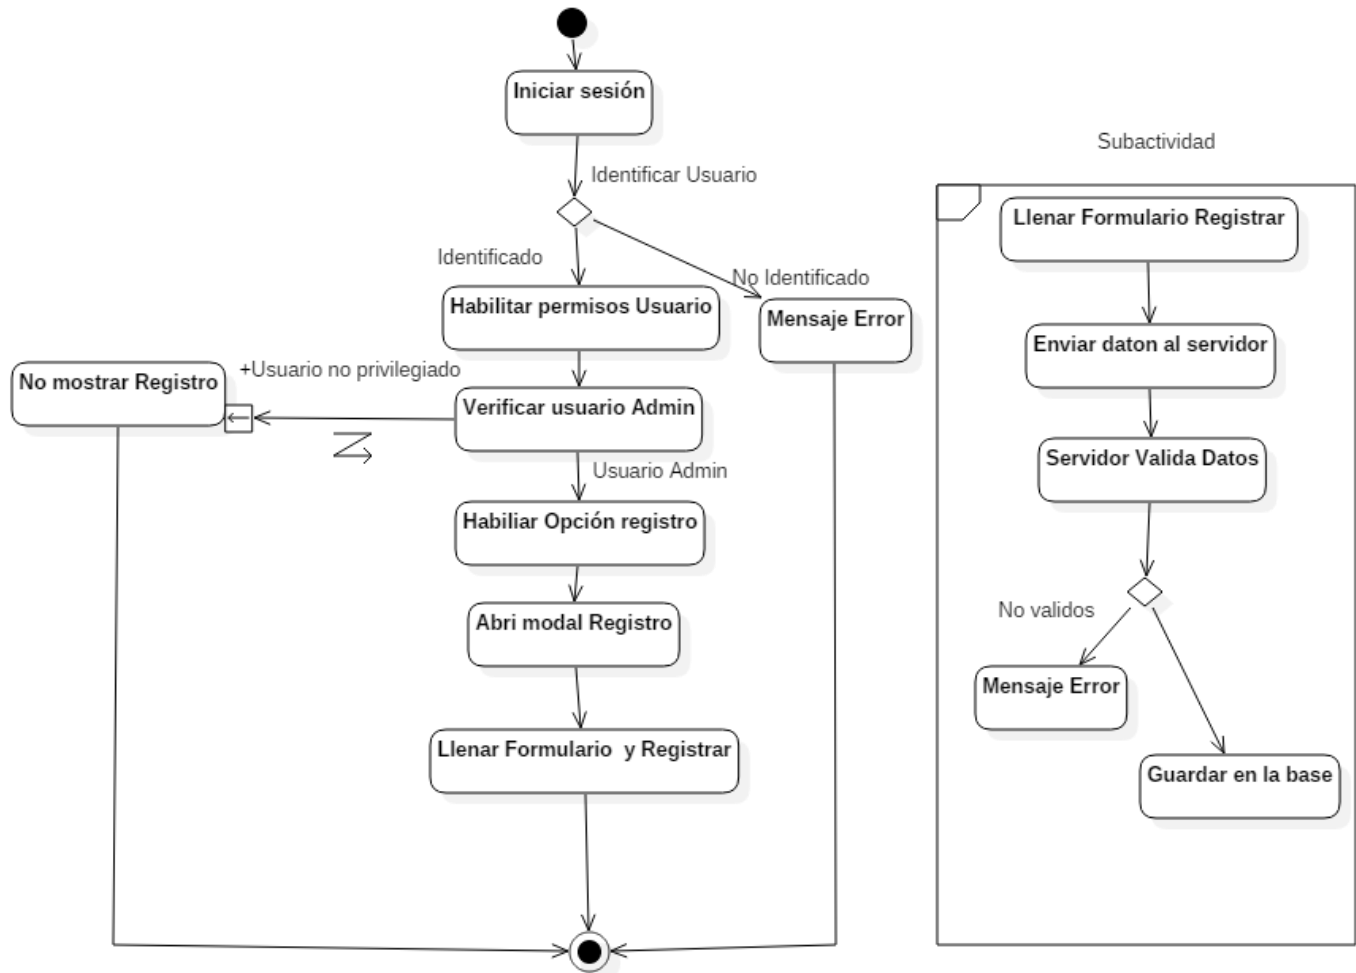 Iniciar sesión
Identificar Usuario
Identificado
No Identificado
Habilitar permisos Usuario
Mensaje Error
No mostrar Registro
+Usuario no privilegiado
Verificar usuario Admin
Usuario Admin
Habiliar Opción registro
Abri modal Registro
Llenar Formulario y Registrar
Subactividad
Llenar Formulario Registrar
Enviar daton al servidor
Servidor Valida Datos
No validos
Mensaje Error
Guardar en la base